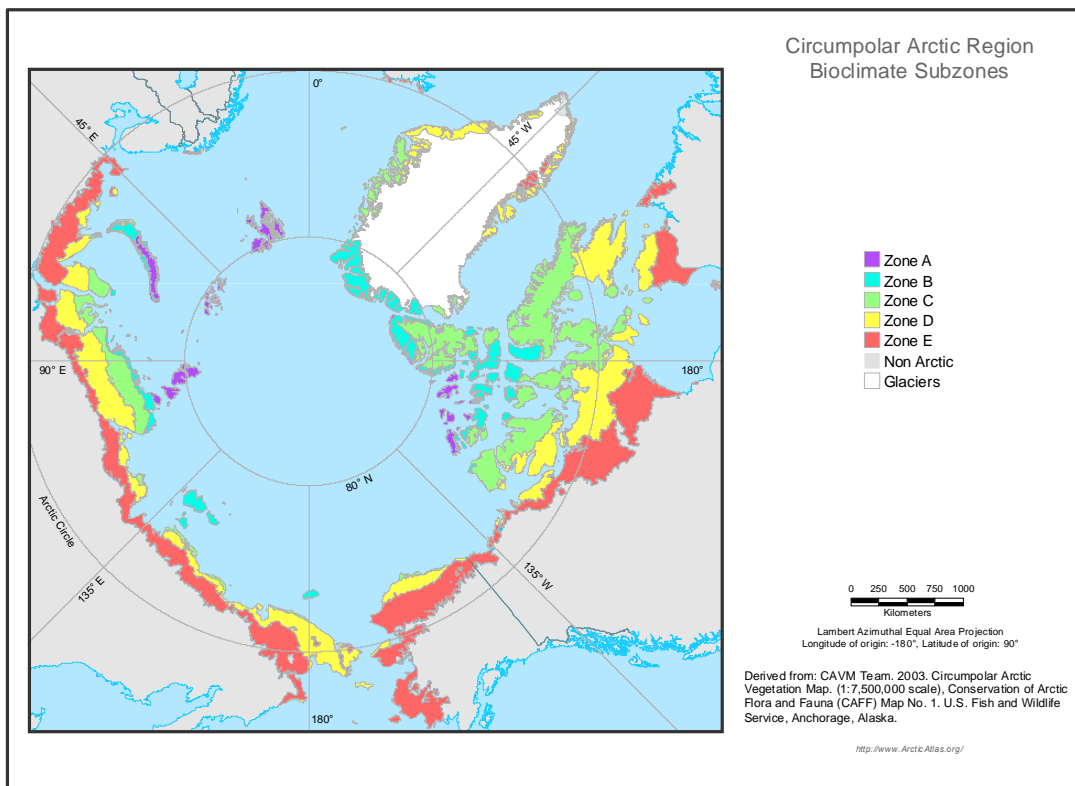 Circumpolar Arctic Region
Bioclimate Subzones
0°
45° E
45° W
90° E
180°
80° N
Arctic Circle
135° E
135° W
180°
Zone A
Zone B
Zone C
Zone D
Zone E
Non Arctic
Glaciers
0 250 500 750 1000
Kilometers
Lambert Azimuthal Equal Area Projection
Longitude of origin: -180°, Latitude of origin: 90°
Derived from: CAVM Team. 2003. Circumpolar Arctic
Vegetation Map. (1:7,500,000 scale), Conservation of Arctic
Flora and Fauna (CAFF) Map No. 1. U.S. Fish and Wildlife
Service, Anchorage, Alaska.
http://www.ArcticAtlas.org/